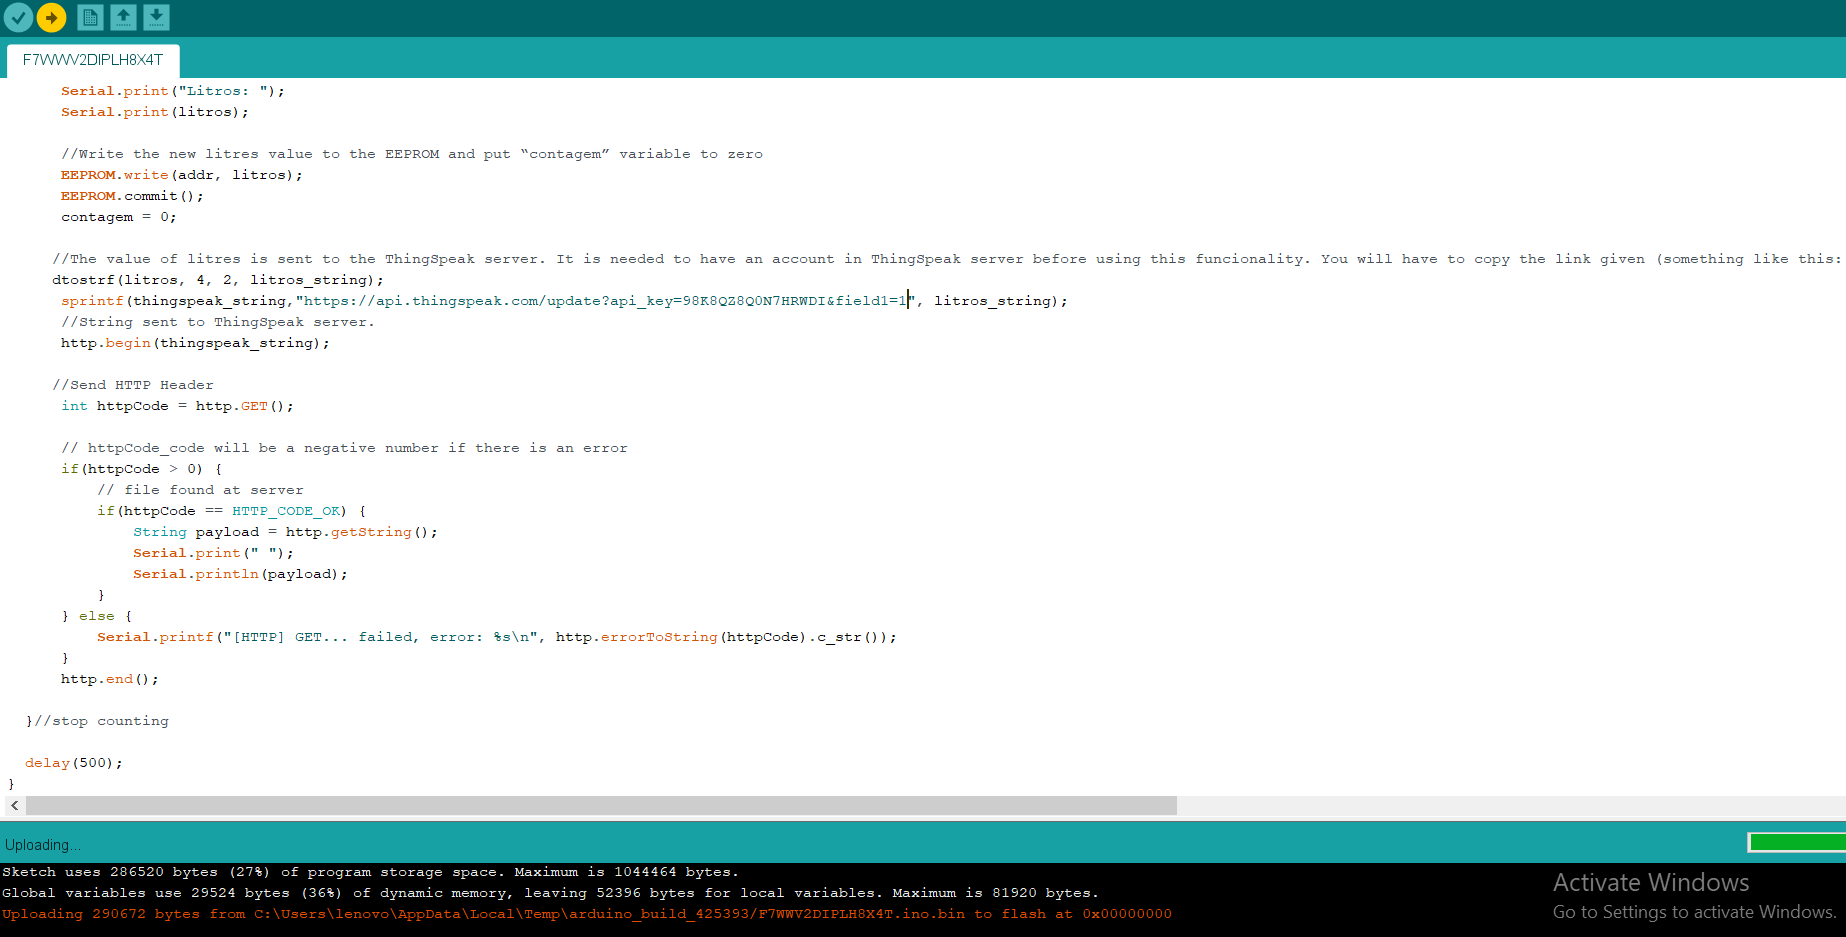 F7WWV2DIPLH8X4T
Serial.print("Litros: ");
Serial.print(litros);
//Write the new litres value to the EEPROM and put “contagem” variable to zero
EEPROM.write(addr, litros);
EEPROM.commit();
contagem = 0;
//The value of litres is sent to the ThingSpeak server. It is needed to have an account in ThingSpeak server before using this funcionality. You will have to copy the link given (something like this:
dtostrf(litros, 4, 2, litros_string);
sprintf(thingspeak_string,"https://api.thingspeak.com/update?api_key=98K8QZ8Q0N7HRWDI&field1=1", litros_string);
//String sent to ThingSpeak server.
http.begin(thingspeak_string);
//Send HTTP Header
int httpCode = http.GET();
// httpCode_code will be a negative number if there is an error
if(httpCode > 0) {
// file found at server
if(httpCode == HTTP_CODE_OK) {
String payload = http.getString();
Serial.print(" ");
Serial.println(payload);
}
} else {
Serial.printf("[HTTP] GET... failed, error: %s\n", http.errorToString(httpCode).c_str());
}
http.end();
}//stop counting
delay(500);
}
Uploading...
Sketch uses 286520 bytes (27%) of program storage space. Maximum is 1044464 bytes.
Global variables use 29524 bytes (36%) of dynamic memory, leaving 52396 bytes for local variables. Maximum is 81920 bytes.
Uploading 290672 bytes from C:\Users\lenovo\AppData\Local\Temp\arduino_build_425393/F7WWV2DIPLH8X4T.ino.bin to flash at 0x00000000
Activate Windows
Go to Settings to activate Windows.